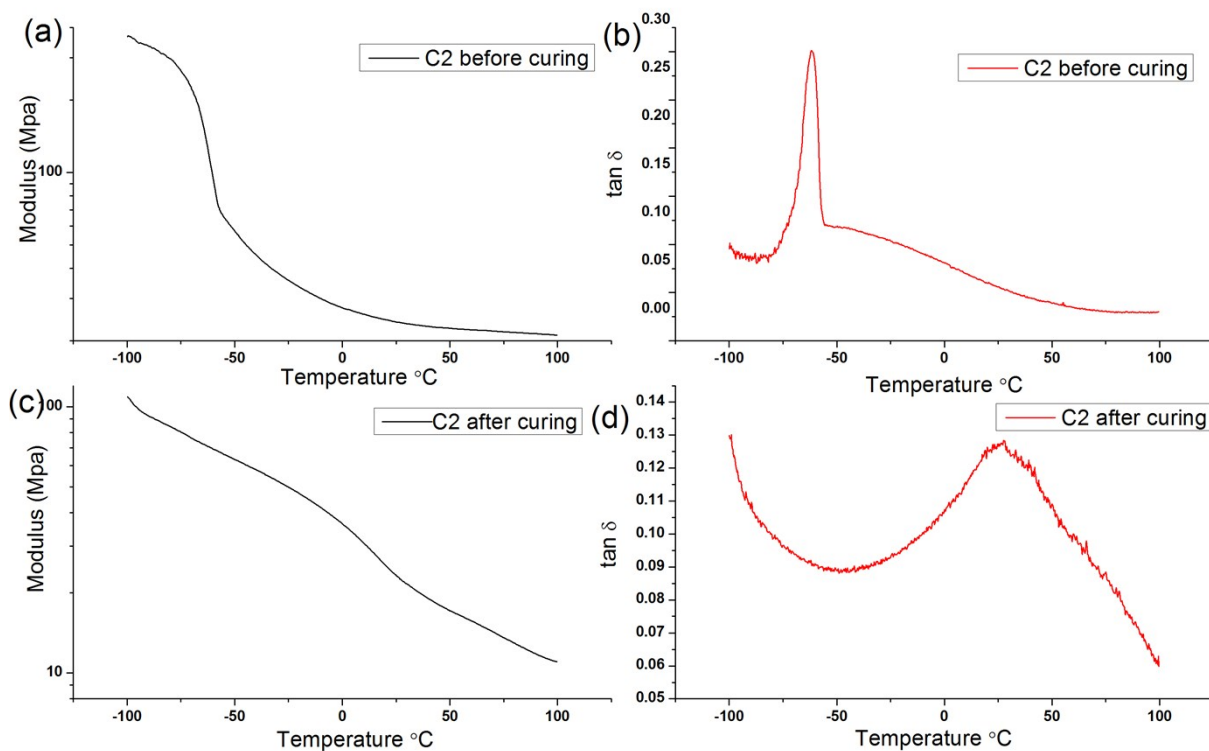 (a)
C2 before curing
Modulus (Mpa)
100
-100 -50 0 50 100
Temperature °C
(b)
C2 before curing
tan δ
0.30
0.25
0.20
0.15
0.10
0.05
0.00
-100 -50 0 50 100
Temperature °C
(c)
C2 after curing
Modulus (Mpa)
00
10
-100 -50 0 50 100
Temperature °C
(d)
C2 after curing
tan δ
0.14
0.13
0.12
0.11
0.10
0.09
0.08
0.07
0.06
0.05
-100 -50 0 50 100
Temperature °C